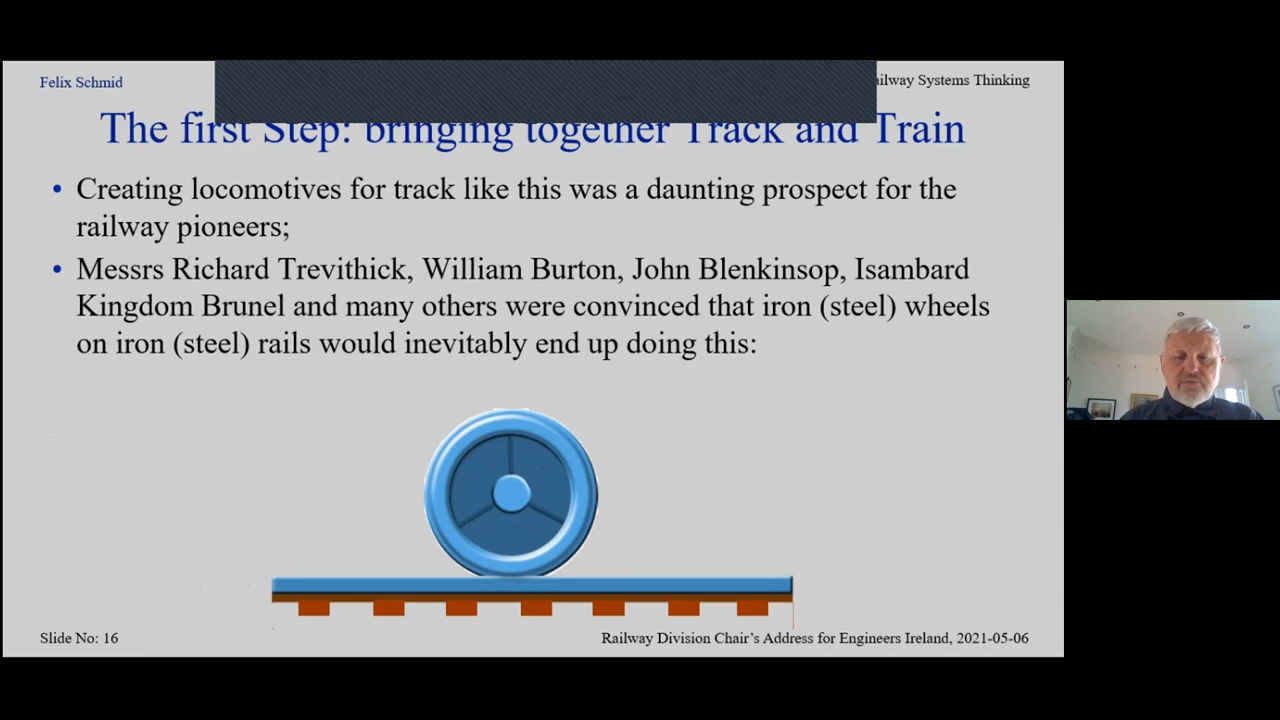 Felix Schmid
Railway Systems Thinking
The first Step: bringing together Track and Train
• Creating locomotives for track like this was a daunting prospect for the
railway pioneers;
• Messrs Richard Trevithick, William Burton, John Blenkinsop, Isambard
Kingdom Brunel and many others were convinced that iron (steel) wheels
on iron (steel) rails would inevitably end up doing this:
Slide No: 16
Railway Division Chair's Address for Engineers Ireland, 2021-05-06